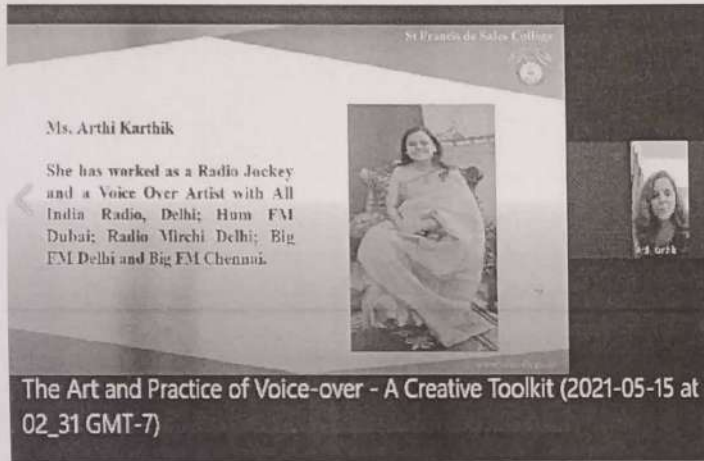 St Francis de Sales College
Ms. Arthi Karthik
She has worked as a Radio Jockey
and a Voice Over Artist with All
India Radio, Delhi; Hum FM
Dubai; Radio Mirchi Delhi; Big
FM Delhi and Big FM Chennai.
The Art and Practice of Voice-over - A Creative Toolkit (2021-05-15 at
02_31 GMT-7)